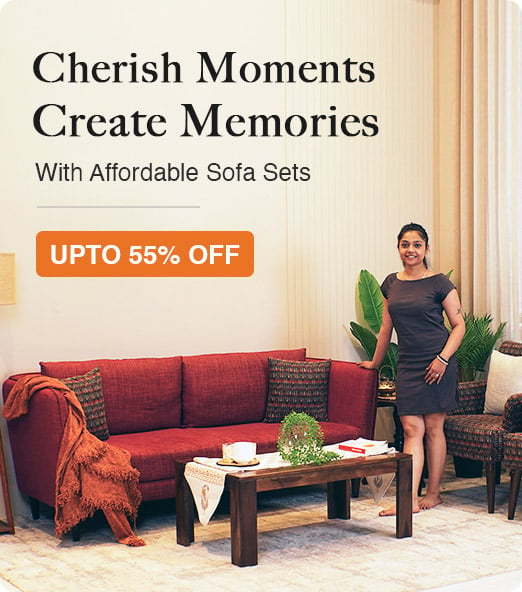 Cherish Moments
Create Memories
With Affordable Sofa Sets
UPTO 55% OFF